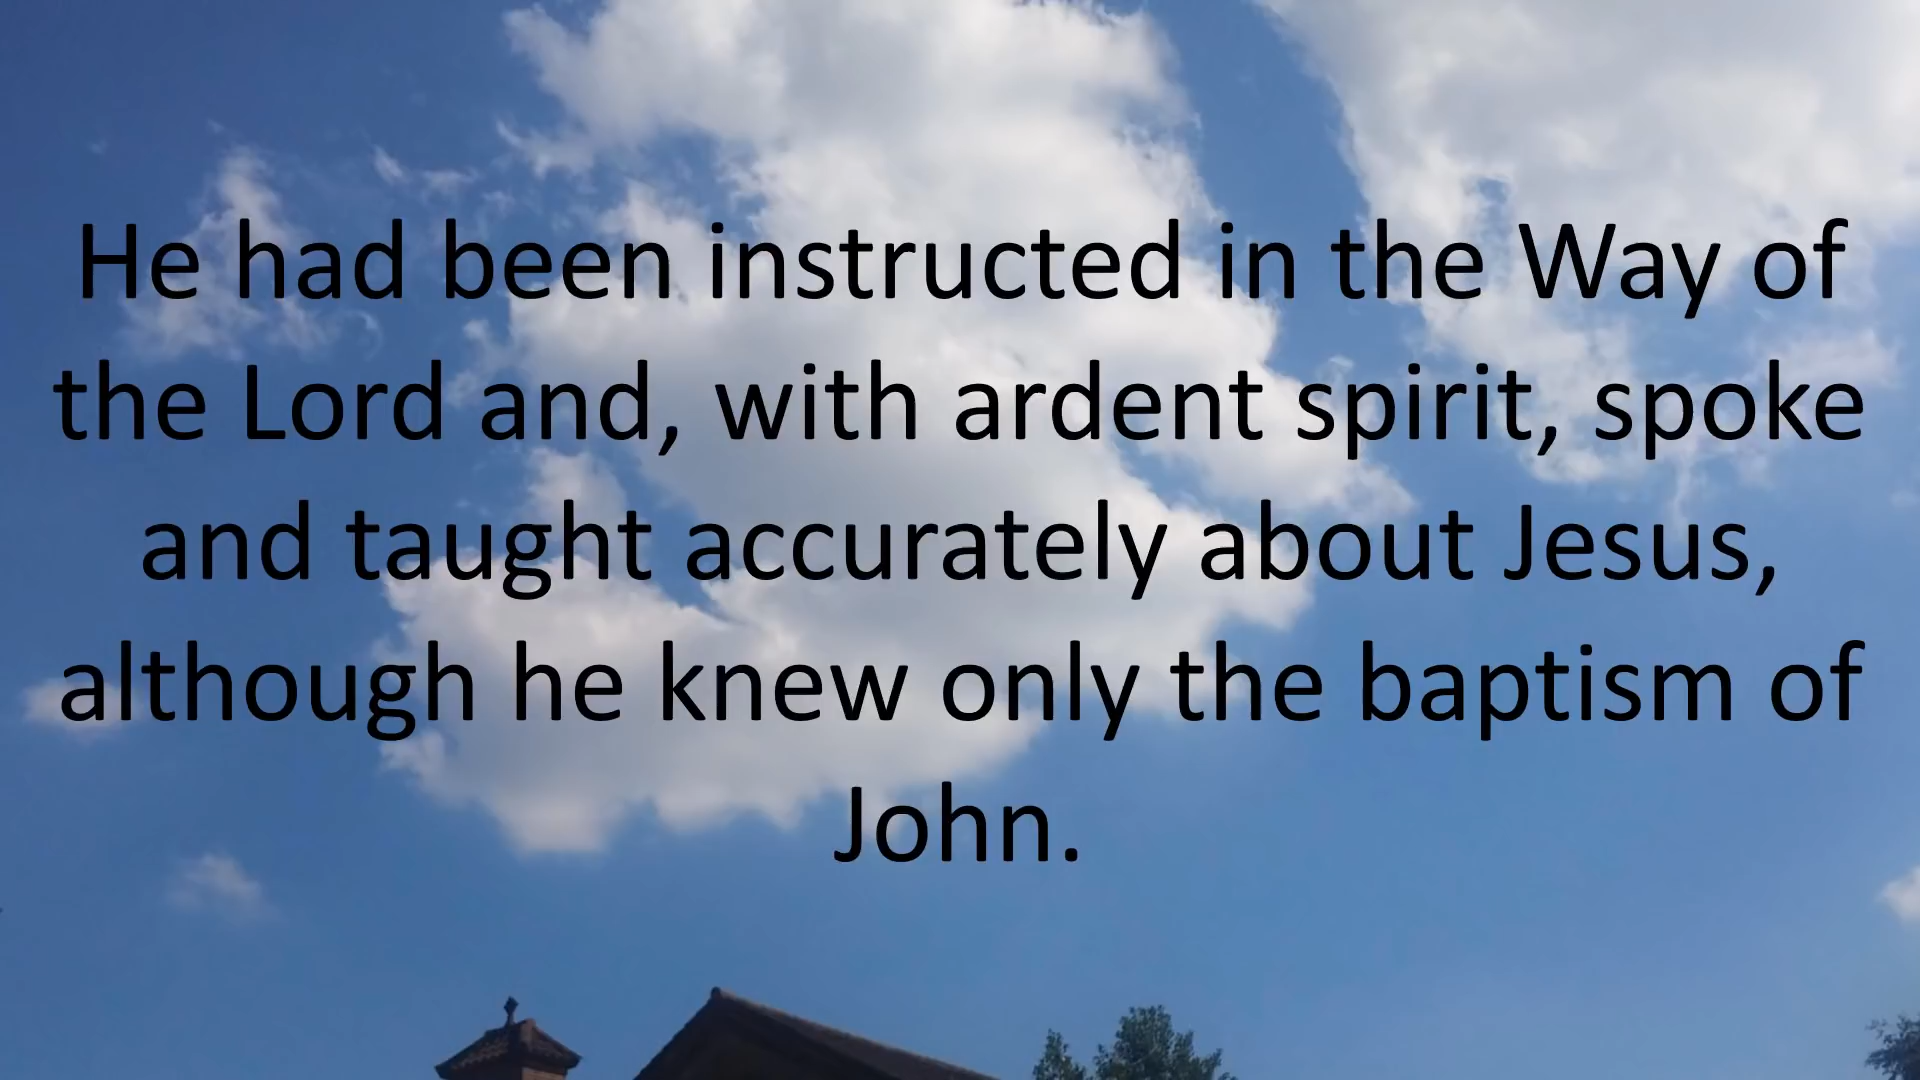 He had been instructed in the Way of
the Lord and, with ardent spirit, spoke
and taught accurately about Jesus,
although he knew only the baptism of
John.